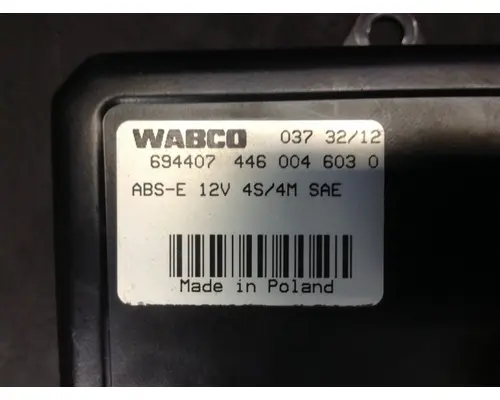 WABCO 037 32/12
694407 446 004 603 0
ABS-E 12V 4S/4M SAE
Made in Poland